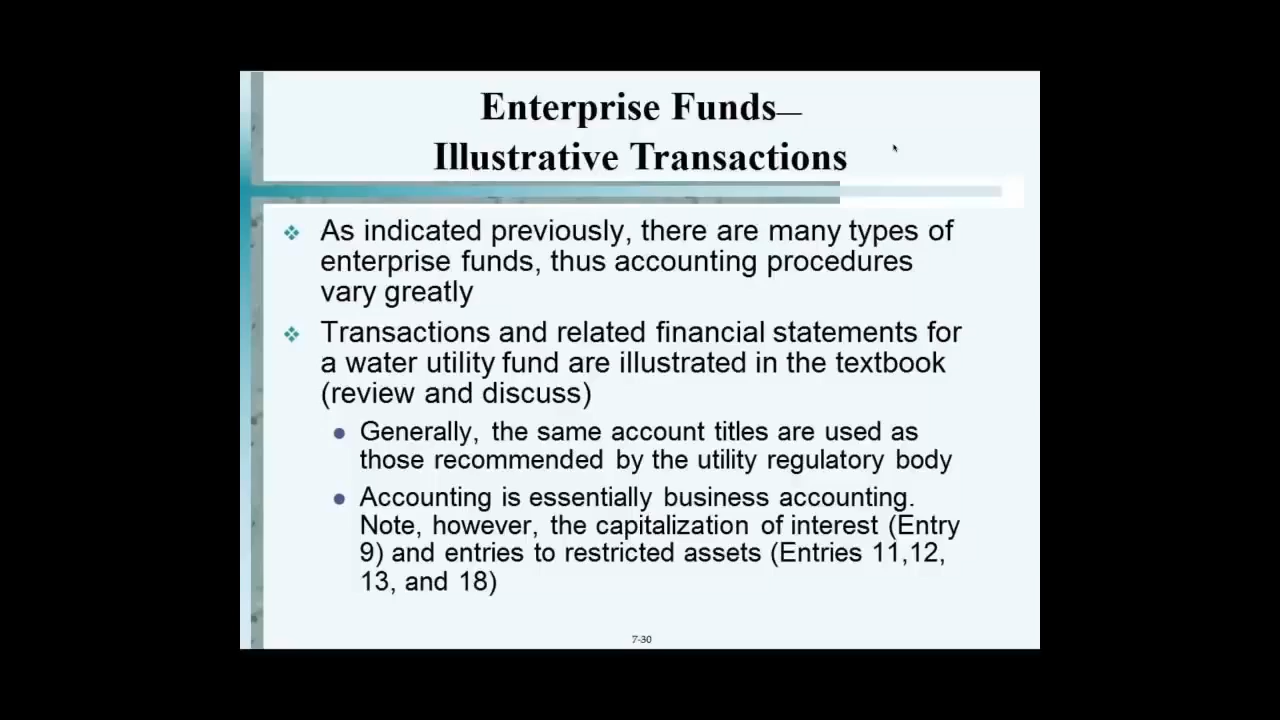 Enterprise Funds—
Illustrative Transactions
As indicated previously, there are many types of
enterprise funds, thus accounting procedures
vary greatly
Transactions and related financial statements for
a water utility fund are illustrated in the textbook
(review and discuss)
Generally, the same account titles are used as
those recommended by the utility regulatory body
Accounting is essentially business accounting.
Note, however, the capitalization of interest (Entry
9) and entries to restricted assets (Entries 11,12,
13, and 18)
7-30